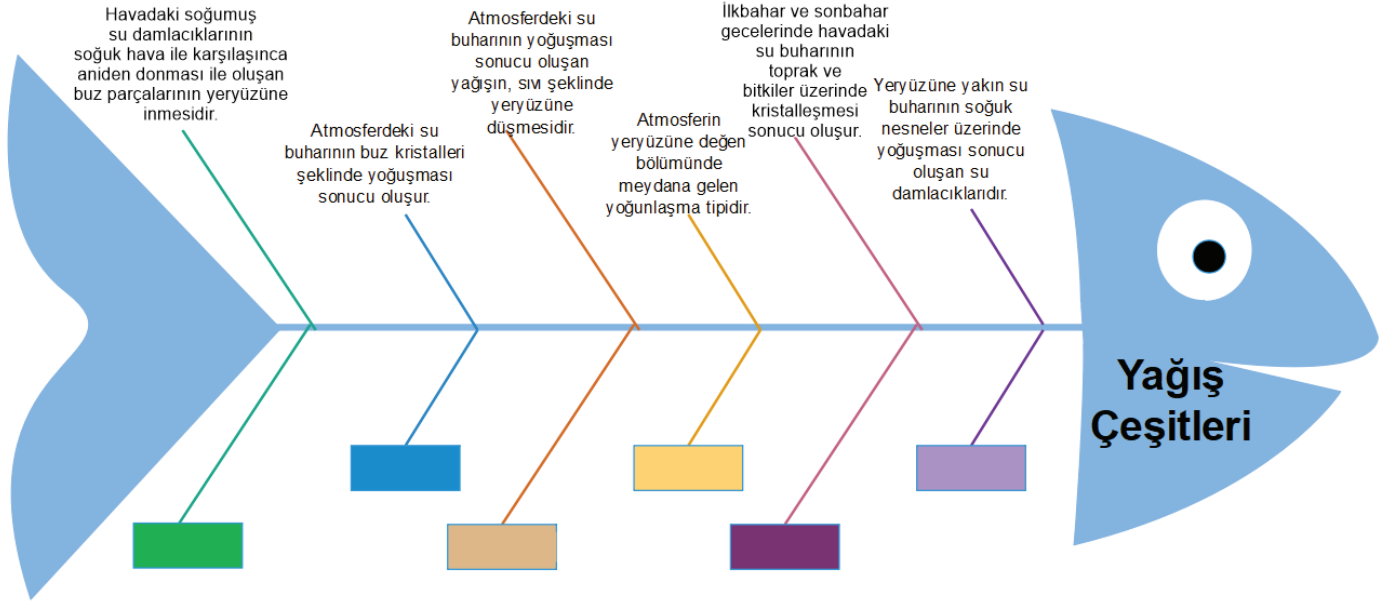 Havadaki soğumuş
su damlacıklarının
soğuk hava ile karşılaşınca
aniden donması ile oluşan
buz parçalarının yeryüzüne
inmesidir.
Atmosferdeki su
buharının buz kristalleri
şeklinde yoğuşması
sonucu oluşur.
Atmosferdeki su
buharının yoğuşması
sonucu oluşan
yağışın, sıvı şeklinde
yeryüzüne
düşmesidir.
Atmosferin
yeryüzüne değen
bölümünde
meydana gelen
yoğunlaşma tipidir.
İlkbahar ve sonbahar
gecelerinde havadaki
su buharının
toprak ve
bitkiler üzerinde
kristalleşmesi
sonucu oluşur.
Yeryüzüne yakın su
buharının soğuk
nesneler üzerinde
yoğuşması sonucu
oluşan su
damlacıklarıdır.
Yağış
Çeşitleri